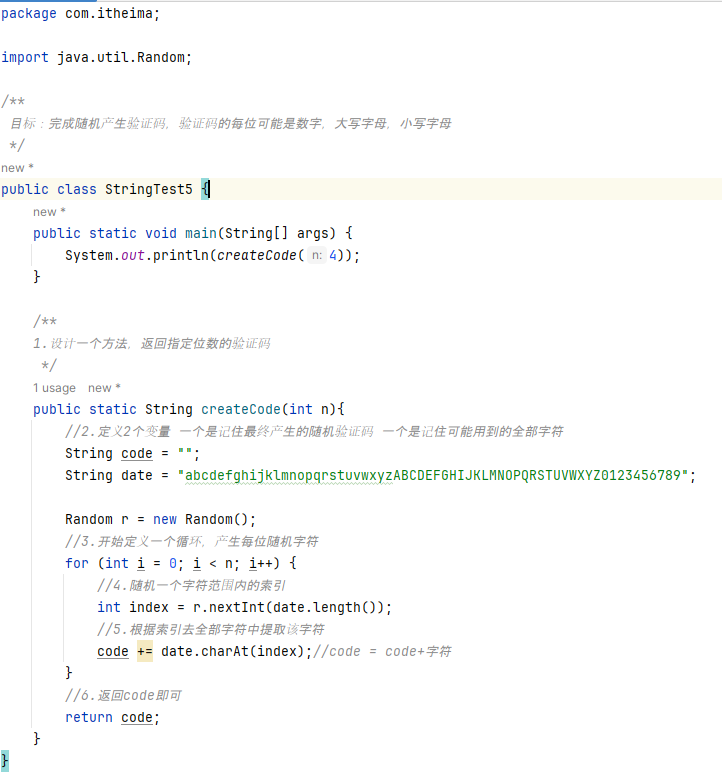 package com.itheima;
import java.util.Random;
/**
目标：完成随机产生验证码，验证码的每位可能是数字，大写字母，小写字母
*/
new *
public class StringTest5 {
new *
public static void main(String[] args) {
System.out.println(createCode( n: 4));
}
/**
1.设计一个方法，返回指定位数的验证码
*/
1 usage new *
public static String createCode(int n){
//2.定义2个变量 一个是记住最终产生的随机验证码 一个是记住可能用到的全部字符
String code = "";
String date = "abcdefghijklmnopqrstuvwxyzABCDEFGHIJKLMNOPQRSTUVWXYZ0123456789";
Random r = new Random();
//3.开始定义一个循环，产生每位随机字符
for (int i = 0; i < n; i++) {
//4.随机一个字符范围内的索引
int index = r.nextInt(date.length());
//5.根据索引去全部字符中提取该字符
code += date.charAt(index);//code = code+字符
}
//6.返回code即可
return code;
}
}